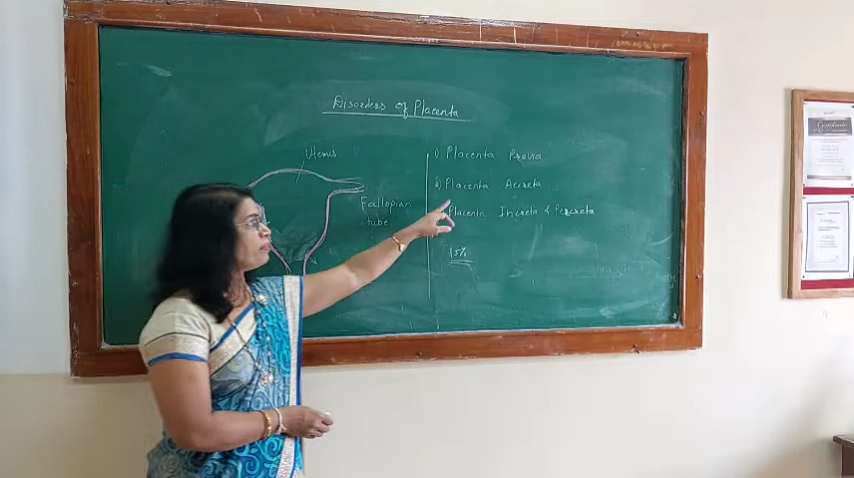 Disorders of Placenta
Uterus
Fallopian
tube
1) Placenta Previa
2) Placenta Accreta
Placenta Increta & Percreta
15%